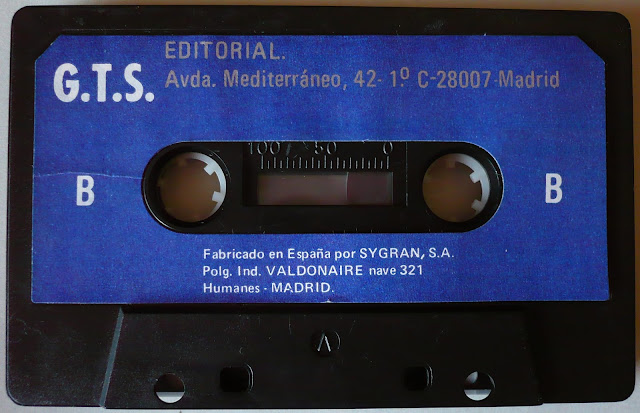 EDITORIAL.
G.T.S.
Avda. Mediterráneo, 42- 1º C-28007-Madrid
100 50 0
B B
Fabricado en España por SYGRAN, S.A.
Polg. Ind. VALDONAIRE nave 321
Humanes - MADRID.